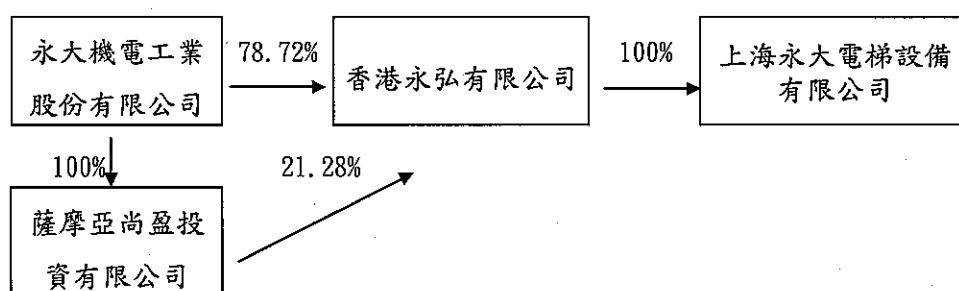 永大機電工業
股份有限公司
78.72%
香港永弘有限公司
100%
上海永大電梯設備
有限公司
100%
21.28%
薩摩亞尚盈投
資有限公司